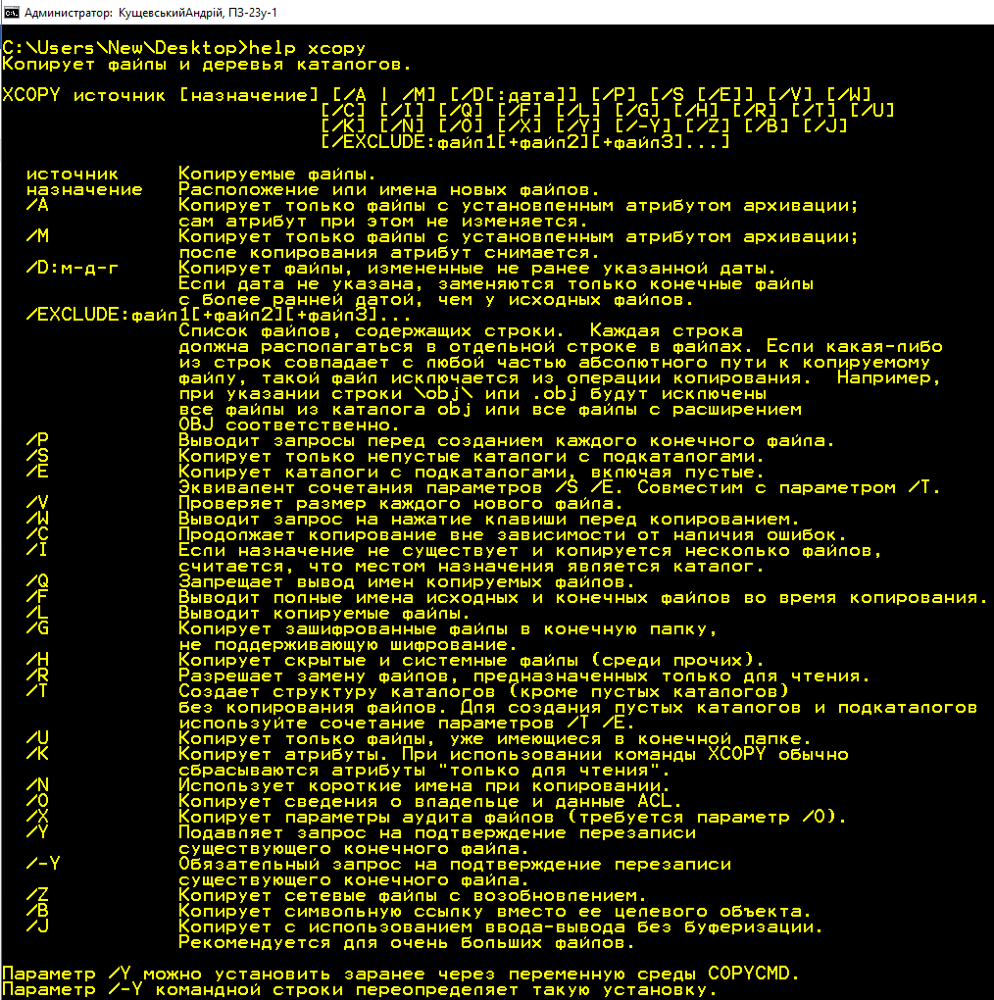 Администратор: КущевськийАндрій, ПЗ-23у-1
C:\Users\New\Desktop>help xcopy
Копирует файлы и деревья каталогов.
XCOPY источник [назначение] [/A | /M] [/D[:дата]] [/P] [/S [/E]] [/V] [/W]
[/C] [/I] [/Q] [/F] [/L] [/G] [/H] [/R] [/T] [/U]
[/K] [/N] [/O] [/X] [/Y] [/-Y] [/Z] [/B] [/J]
[/EXCLUDE:файл1[+файл2][+файл3]...]
источник Копируемые файлы.
назначение Расположение или имена новых файлов.
/A Копирует только файлы с установленным атрибутом архивации;
сам атрибут при этом не изменяется.
/M Копирует только файлы с установленным атрибутом архивации;
после копирования атрибут снимается.
/D:м-д-г Копирует файлы, измененные не ранее указанной даты.
Если дата не указана, заменяются только конечные файлы
с более ранней датой, чем у исходных файлов.
/EXCLUDE:файл1[+файл2][+файл3]...
Список файлов, содержащих строки.  Каждая строка
должна располагаться в отдельной строке в файлах. Если какая-либо
из строк совпадает с любой частью абсолютного пути к копируемому
файлу, такой файл исключается из операции копирования.  Например,
при указании строки \obj\ или .obj будут исключены
все файлы из каталога obj или все файлы с расширением
OBJ соответственно.
/P Выводит запросы перед созданием каждого конечного файла.
/S Копирует только непустые каталоги с подкаталогами.
/E Копирует каталоги с подкаталогами, включая пустые.
Эквивалент сочетания параметров /S /E. Совместим с параметром /T.
/V Проверяет размер каждого нового файла.
/W Выводит запрос на нажатие клавиши перед копированием.
/C Продолжает копирование вне зависимости от наличия ошибок.
/I Если назначение не существует и копируется несколько файлов,
считается, что местом назначения является каталог.
/Q Запрещает вывод имен копируемых файлов.
/F Выводит полные имена исходных и конечных файлов во время копирования.
/L Выводит копируемые файлы.
/G Копирует зашифрованные файлы в конечную папку,
не поддерживающую шифрование.
/H Копирует скрытые и системные файлы (среди прочих).
/R Разрешает замену файлов, предназначенных только для чтения.
/T Создает структуру каталогов (кроме пустых каталогов)
без копирования файлов. Для создания пустых каталогов и подкаталогов
используйте сочетание параметров /T /E.
/U Копирует только файлы, уже имеющиеся в конечной папке.
/K Копирует атрибуты. При использовании команды XCOPY обычно
сбрасываются атрибуты "только для чтения".
/N Использует короткие имена при копировании.
/O Копирует сведения о владельце и данные ACL.
/X Копирует параметры аудита файлов (требуется параметр /O).
/Y Подавляет запрос на подтверждение перезаписи
существующего конечного файла.
/-Y Обязательный запрос на подтверждение перезаписи
существующего конечного файла.
/Z Копирует сетевые файлы с возобновлением.
/B Копирует символьную ссылку вместо ее целевого объекта.
/J Копирует с использованием ввода-вывода без буферизации.
Рекомендуется для очень больших файлов.
Параметр /Y можно установить заранее через переменную среды COPYCMD.
Параметр /-Y командной строки переопределяет такую установку.